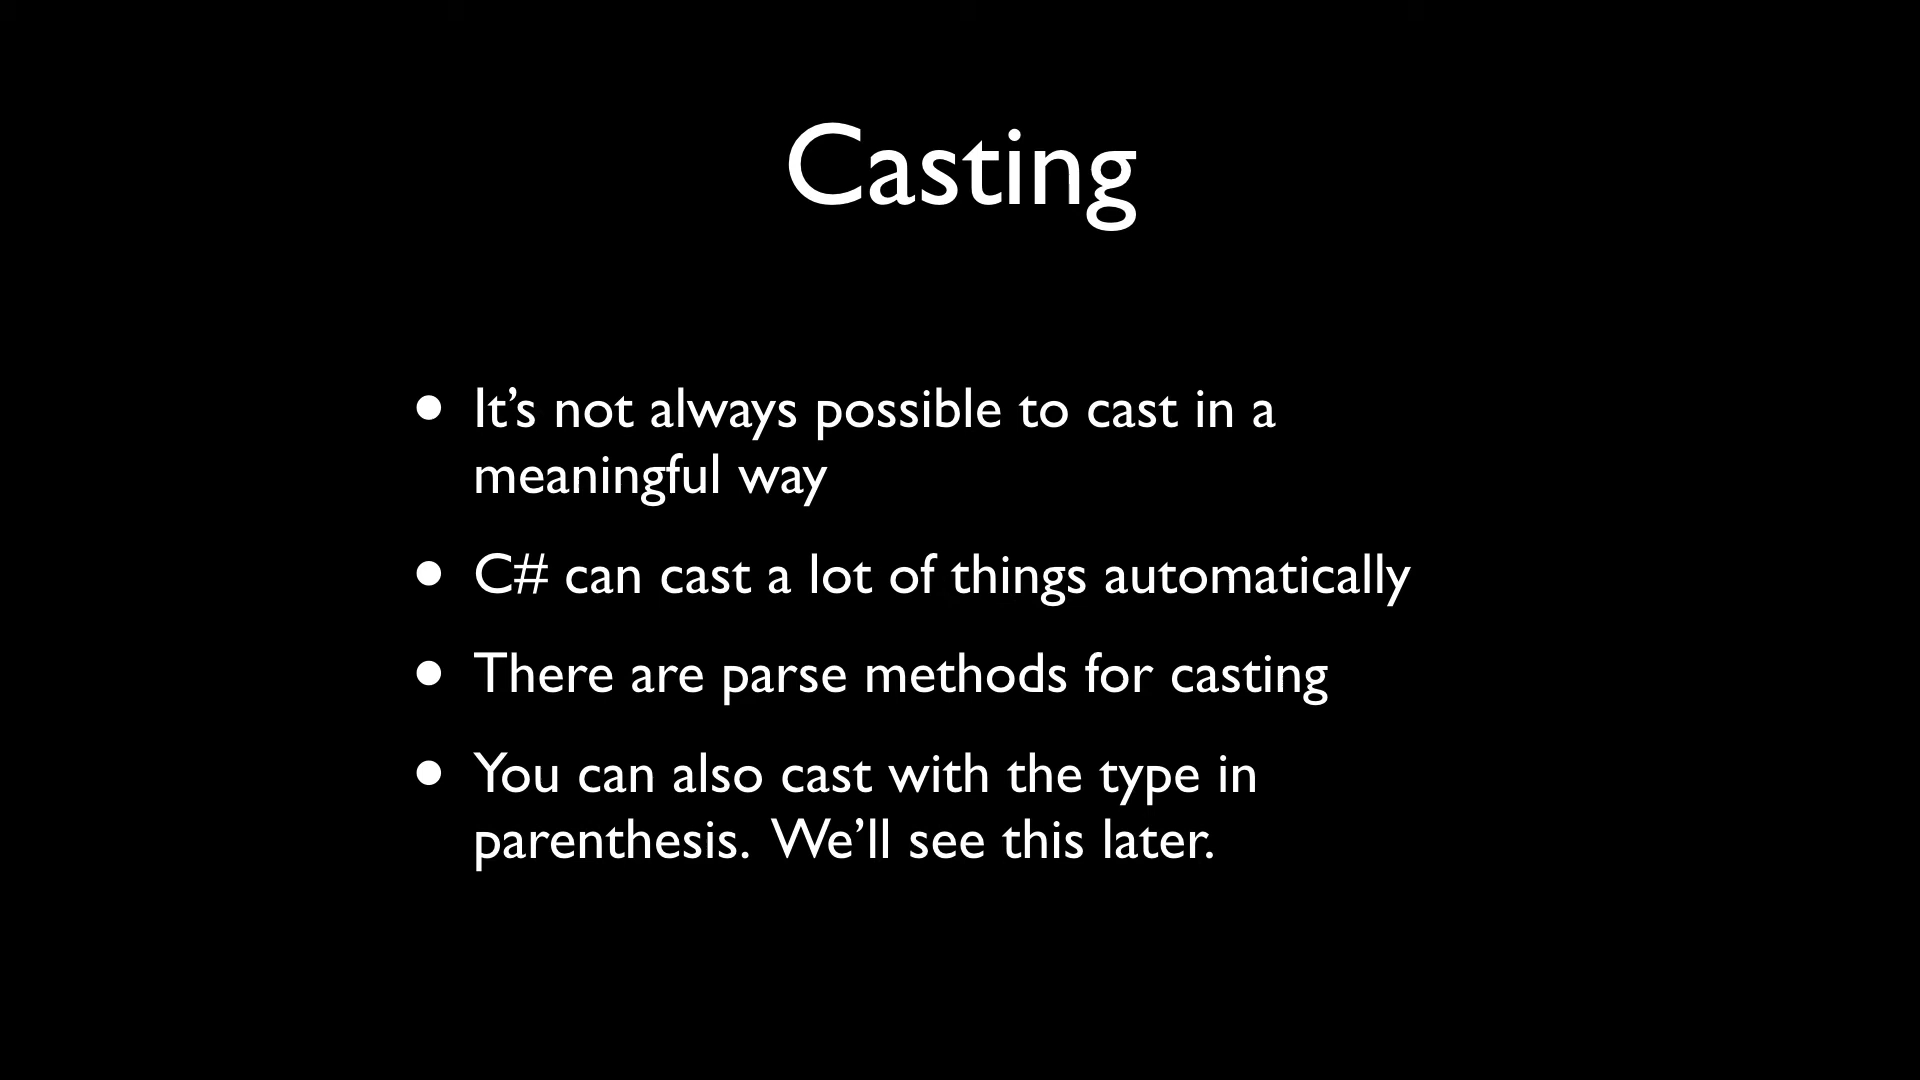 Casting
• It’s not always possible to cast in a
meaningful way
• C# can cast a lot of things automatically
• There are parse methods for casting
• You can also cast with the type in
parenthesis.  We’ll see this later.